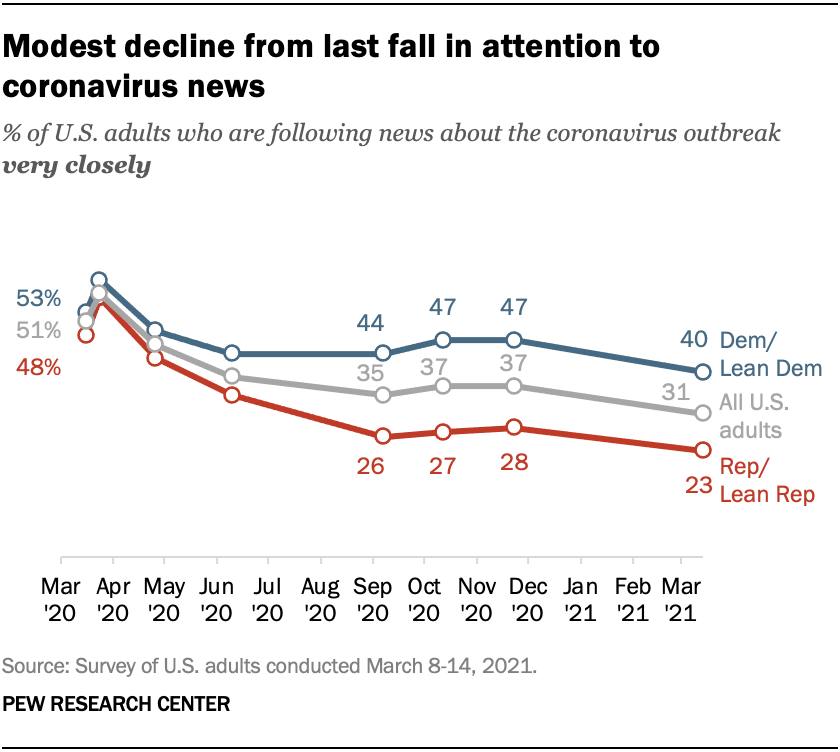 Modest decline from last fall in attention to
coronavirus news
% of U.S. adults who are following news about the coronavirus outbreak
very closely
53%
51%
48%
44
47
47
40
35
37
37
31
26
27
28
23
Dem/
Lean Dem
All U.S.
adults
Rep/
Lean Rep
Mar Apr May Jun Jul Aug Sep Oct Nov Dec Jan Feb Mar
'20 '20 '20 '20 '20 '20 '20 '20 '20 '20 '21 '21 '21
Source: Survey of U.S. adults conducted March 8-14, 2021.
PEW RESEARCH CENTER